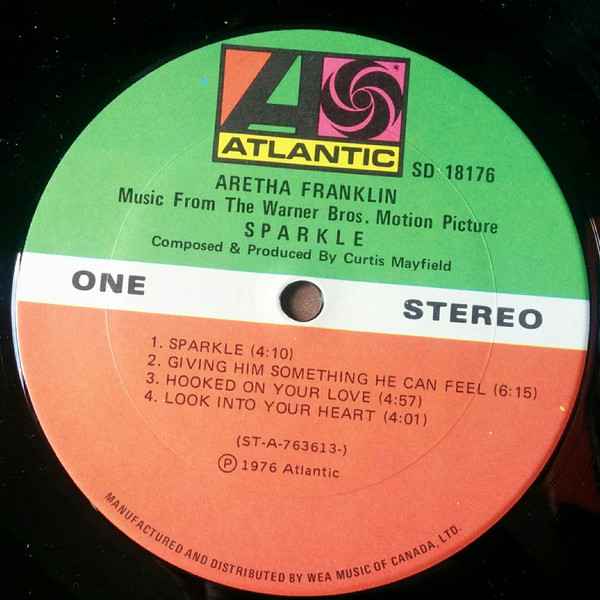 ATLANTIC
SD 18176
ARETHA FRANKLIN
Music From The Warner Bros. Motion Picture
SPARKLE
Composed & Produced By Curtis Mayfield
ONE
STEREO
1. SPARKLE (4:10)
2. GIVING HIM SOMETHING HE CAN FEEL (6:15)
3. HOOKED ON YOUR LOVE (4:57)
4. LOOK INTO YOUR HEART (4:01)
(ST-A-763613-)
℗ 1976 Atlantic
MANUFACTURED AND DISTRIBUTED BY WEA MUSIC OF CANADA, LTD.